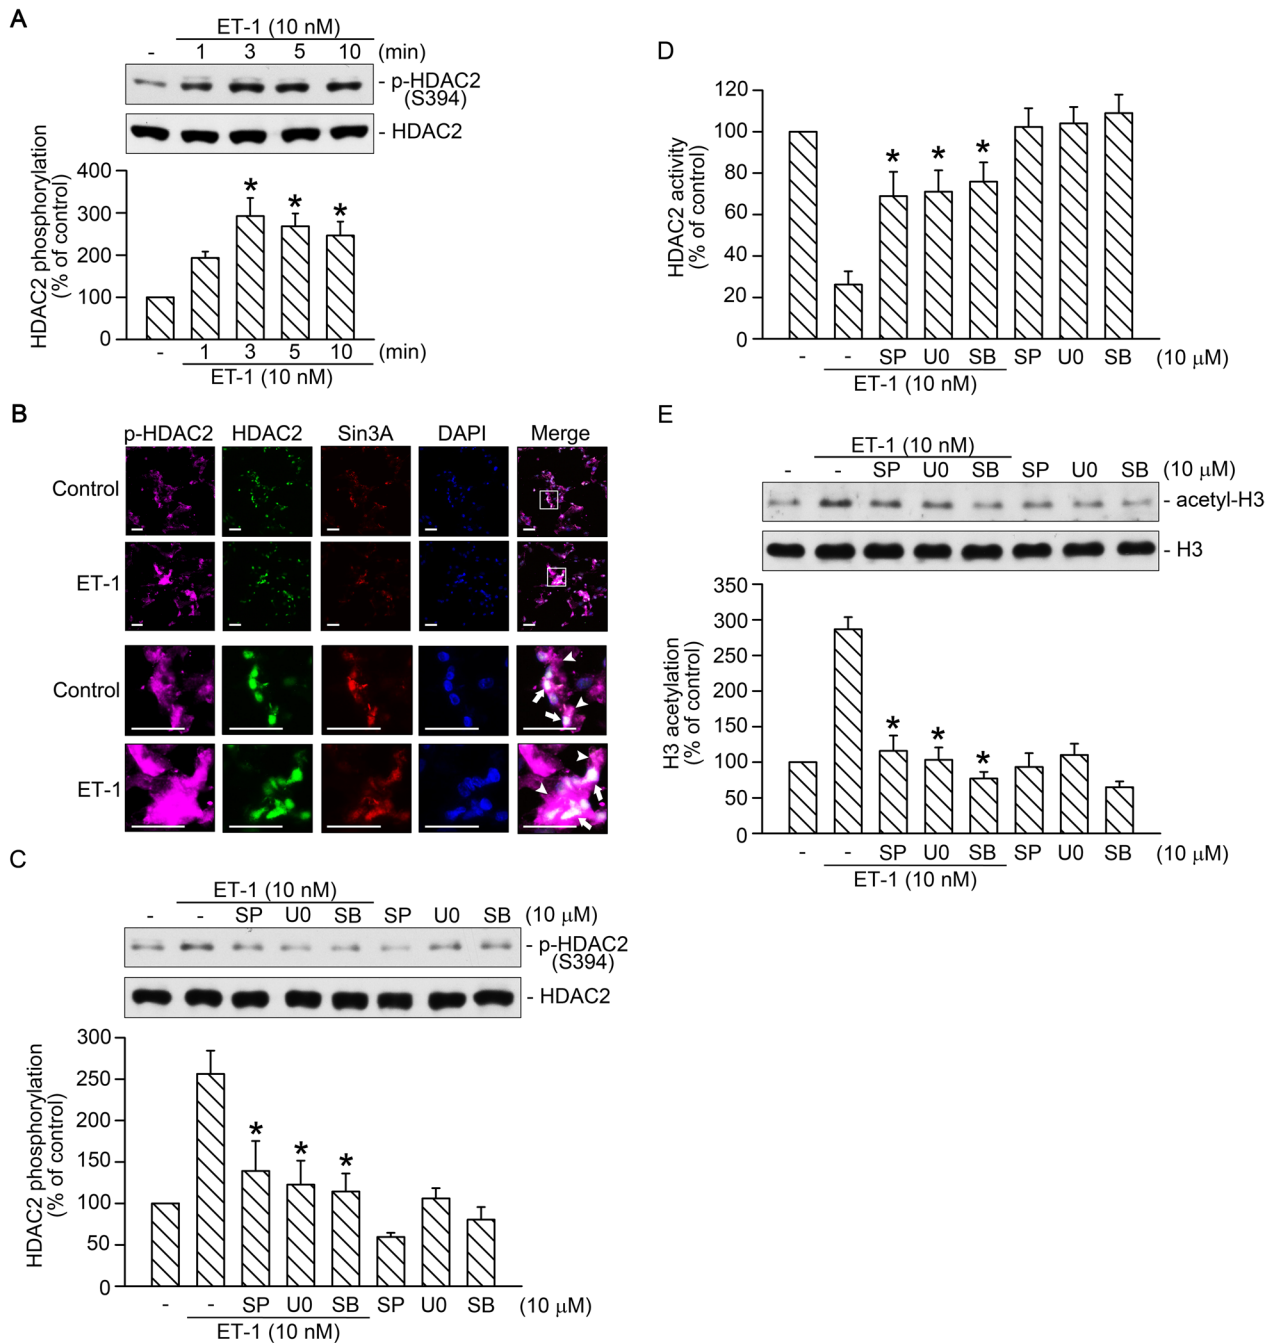 A
ET-1 (10 nM)
- 1 3 5 10 (min)
- p-HDAC2
(S394)
- HDAC2
HDAC2 phosphorylation
(% of control)
400
300
200
100
0
- 1 3 5 10 (min)
ET-1 (10 nM)
*
*
*
B
p-HDAC2 HDAC2 Sin3A DAPI Merge
Control
ET-1
Control
ET-1
C
ET-1 (10 nM)
- - SP U0 SB SP U0 SB (10 μM)
- p-HDAC2
(S394)
- HDAC2
HDAC2 phosphorylation
(% of control)
300
250
200
150
100
50
0
*
*
*
- - SP U0 SB SP U0 SB (10 μM)
ET-1 (10 nM)
D
HDAC2 activity
(% of control)
120
100
80
60
40
20
0
*
*
*
- - SP U0 SB SP U0 SB (10 μM)
ET-1 (10 nM)
E
ET-1 (10 nM)
- - SP U0 SB SP U0 SB (10 μM)
- acetyl-H3
- H3
H3 acetylation
(% of control)
350
300
250
200
150
100
50
0
*
*
*
- - SP U0 SB SP U0 SB (10 μM)
ET-1 (10 nM)